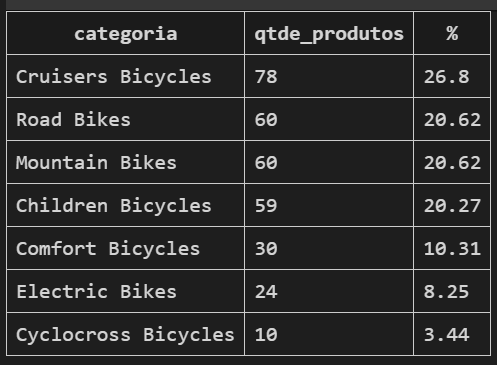 categoria qtde_produtos %
Cruisers Bicycles 78 26.8
Road Bikes 60 20.62
Mountain Bikes 60 20.62
Children Bicycles 59 20.27
Comfort Bicycles 30 10.31
Electric Bikes 24 8.25
Cyclocross Bicycles 10 3.44